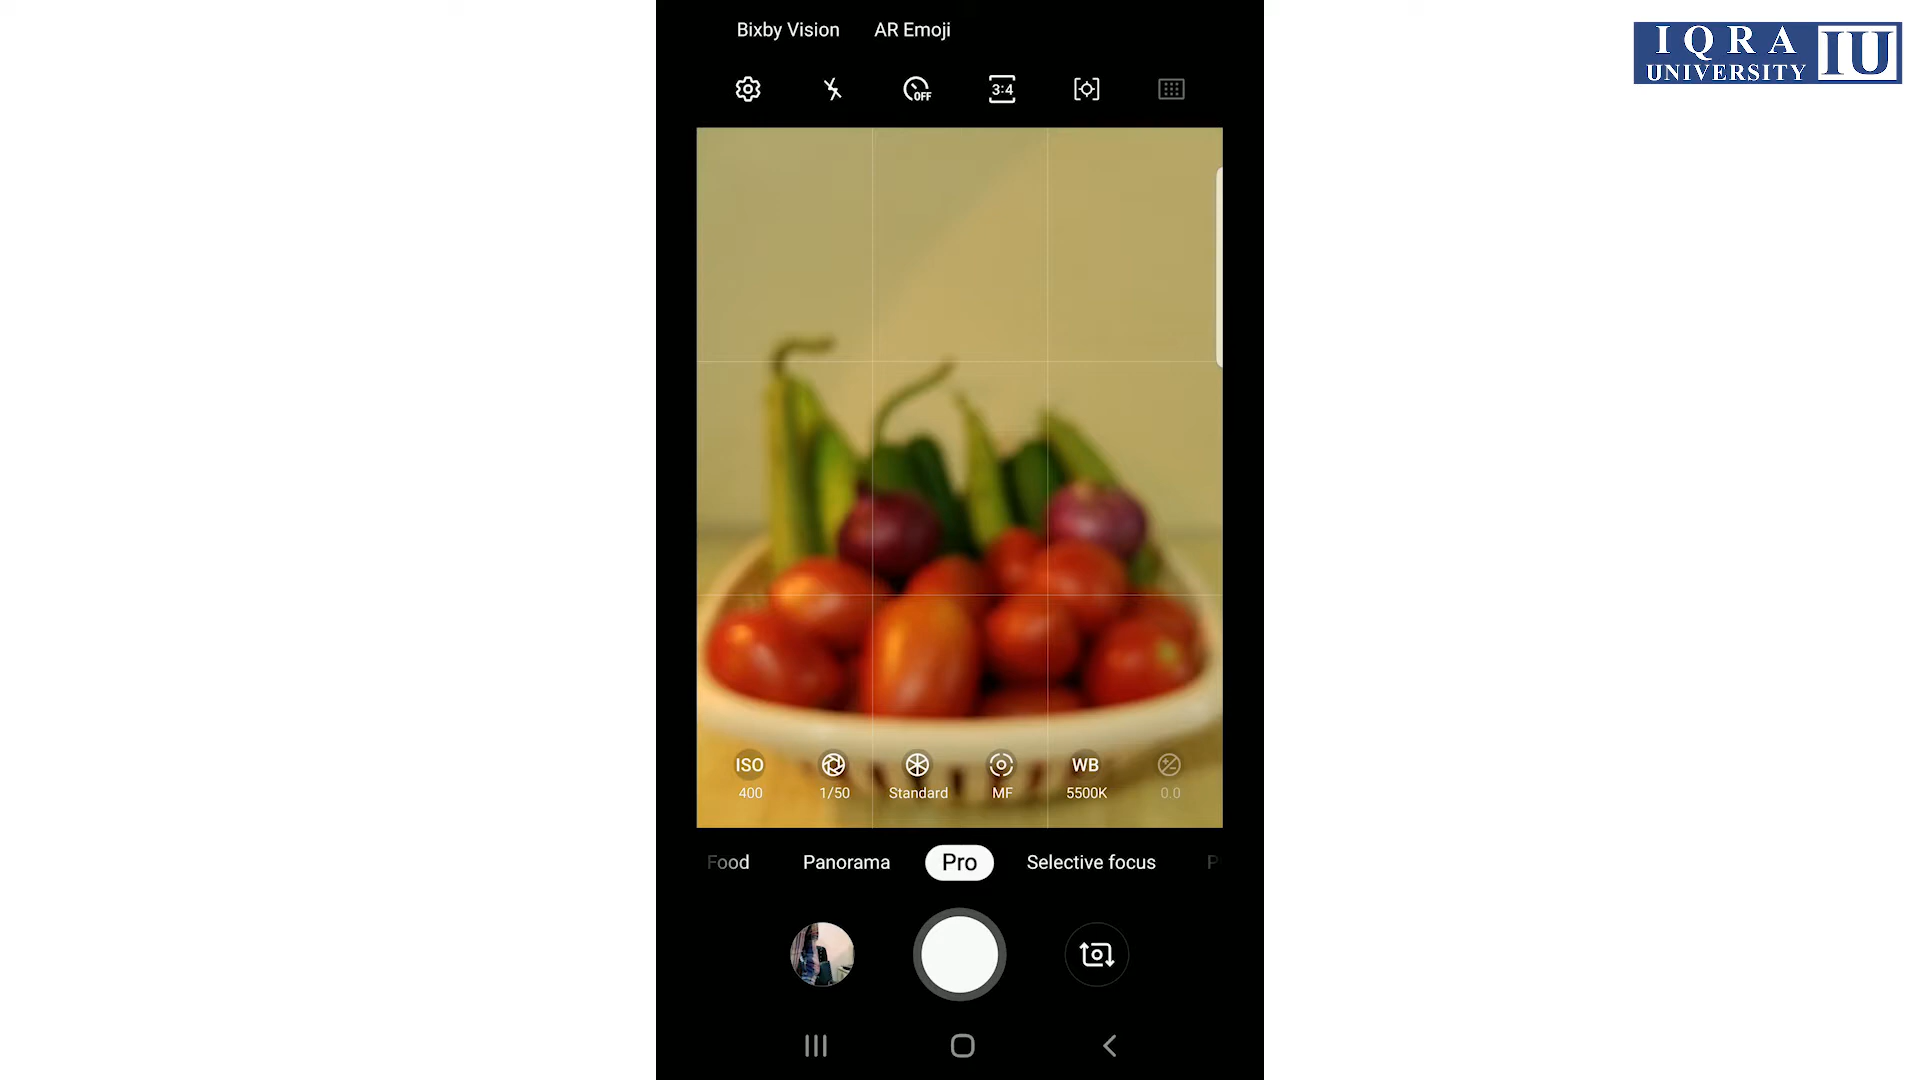 Bixby Vision AR Emoji
IQRA
UNIVERSITY IU
OFF 3:4
ISO WB
400 1/50 Standard MF 5500K 0.0
Food Panorama Pro Selective focus P